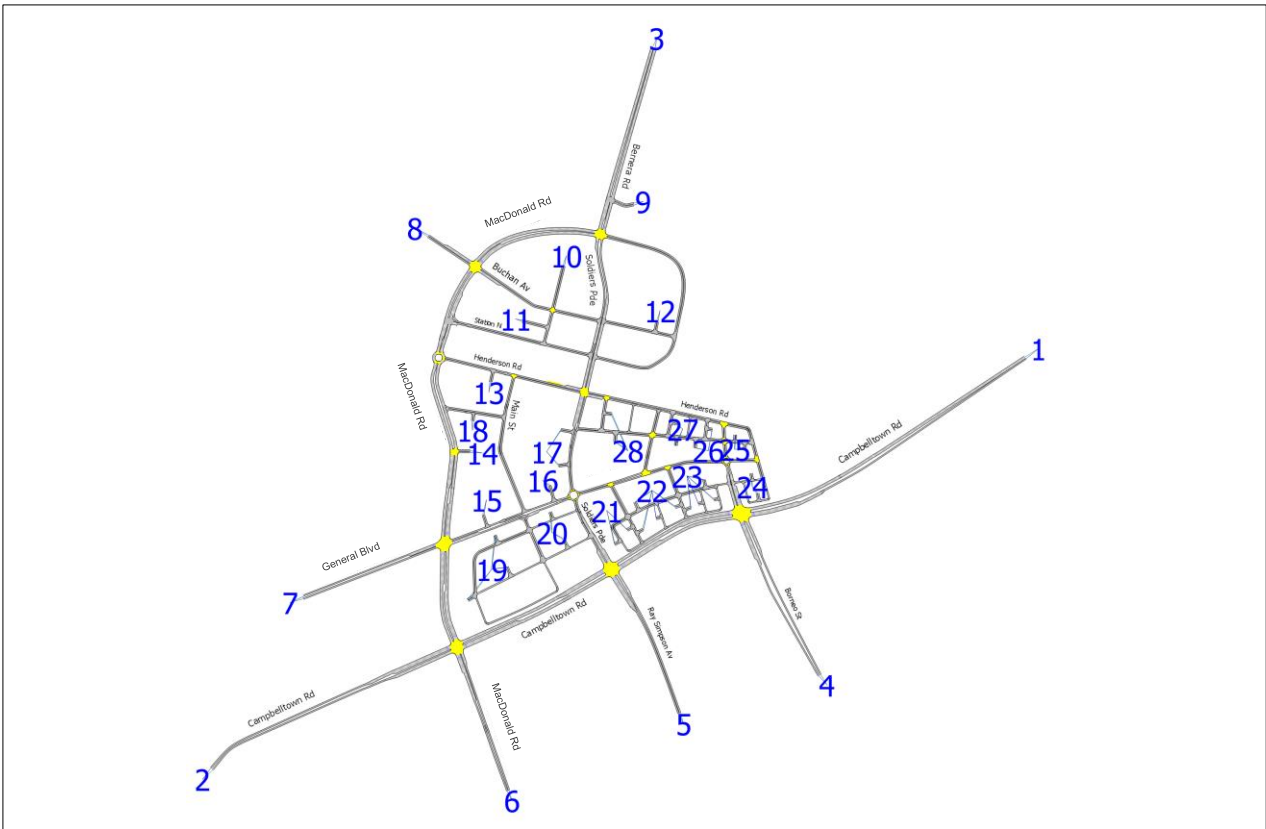 3
Bernera Rd
9
MacDonald Rd
8
10
Buchan Av
Soldiers Pde
11
Station N
12
1
Henderson Rd
MacDonald Rd
13
Main St
Henderson Rd
Campbelltown Rd
18
14
17
28
27
26
25
16
22
23
24
15
21
Soldiers Pde
20
General Blvd
19
7
Campbelltown Rd
Ray Simpson Av
Borneo St
4
Campbelltown Rd
MacDonald Rd
5
2
6